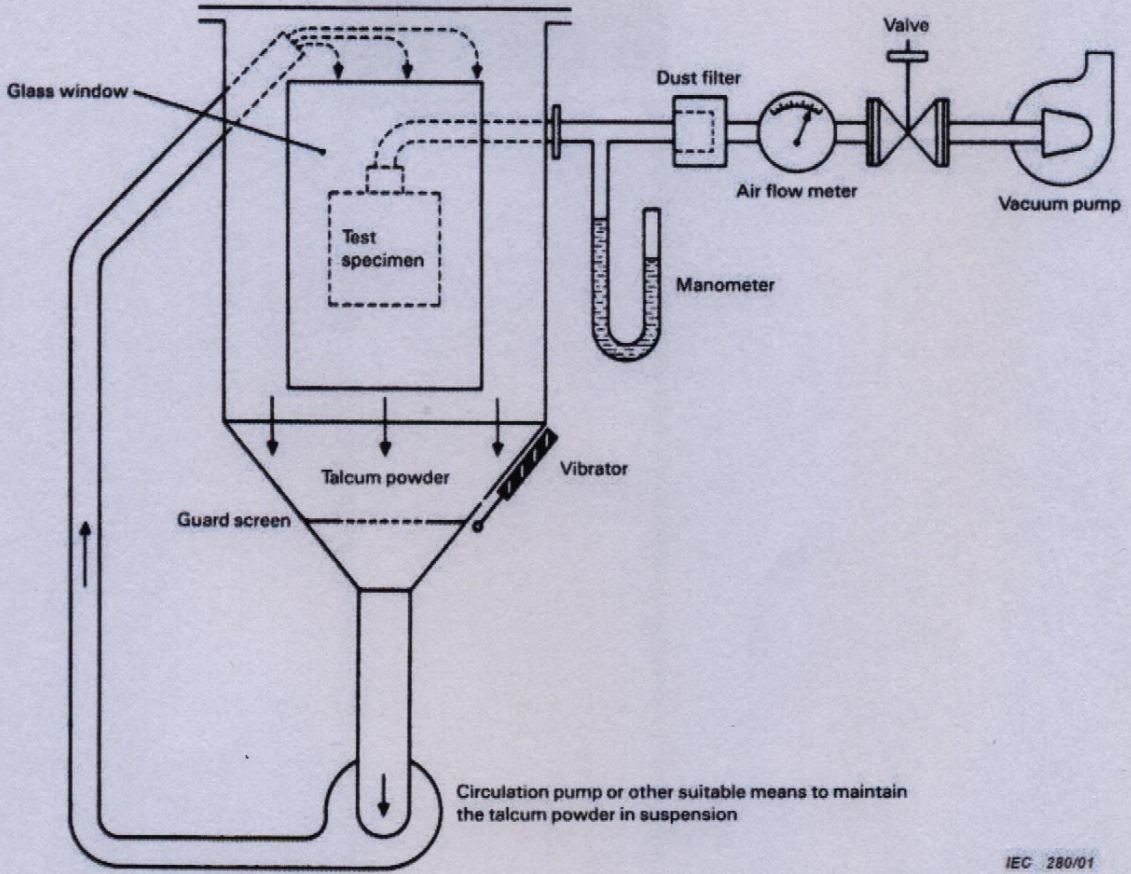 Valve
Dust filter
Glass window
Air flow meter
Vacuum pump
Test
specimen
Manometer
Talcum powder
Vibrator
Guard screen
Circulation pump or other suitable means to maintain
the talcum powder in suspension
IEC 280/01